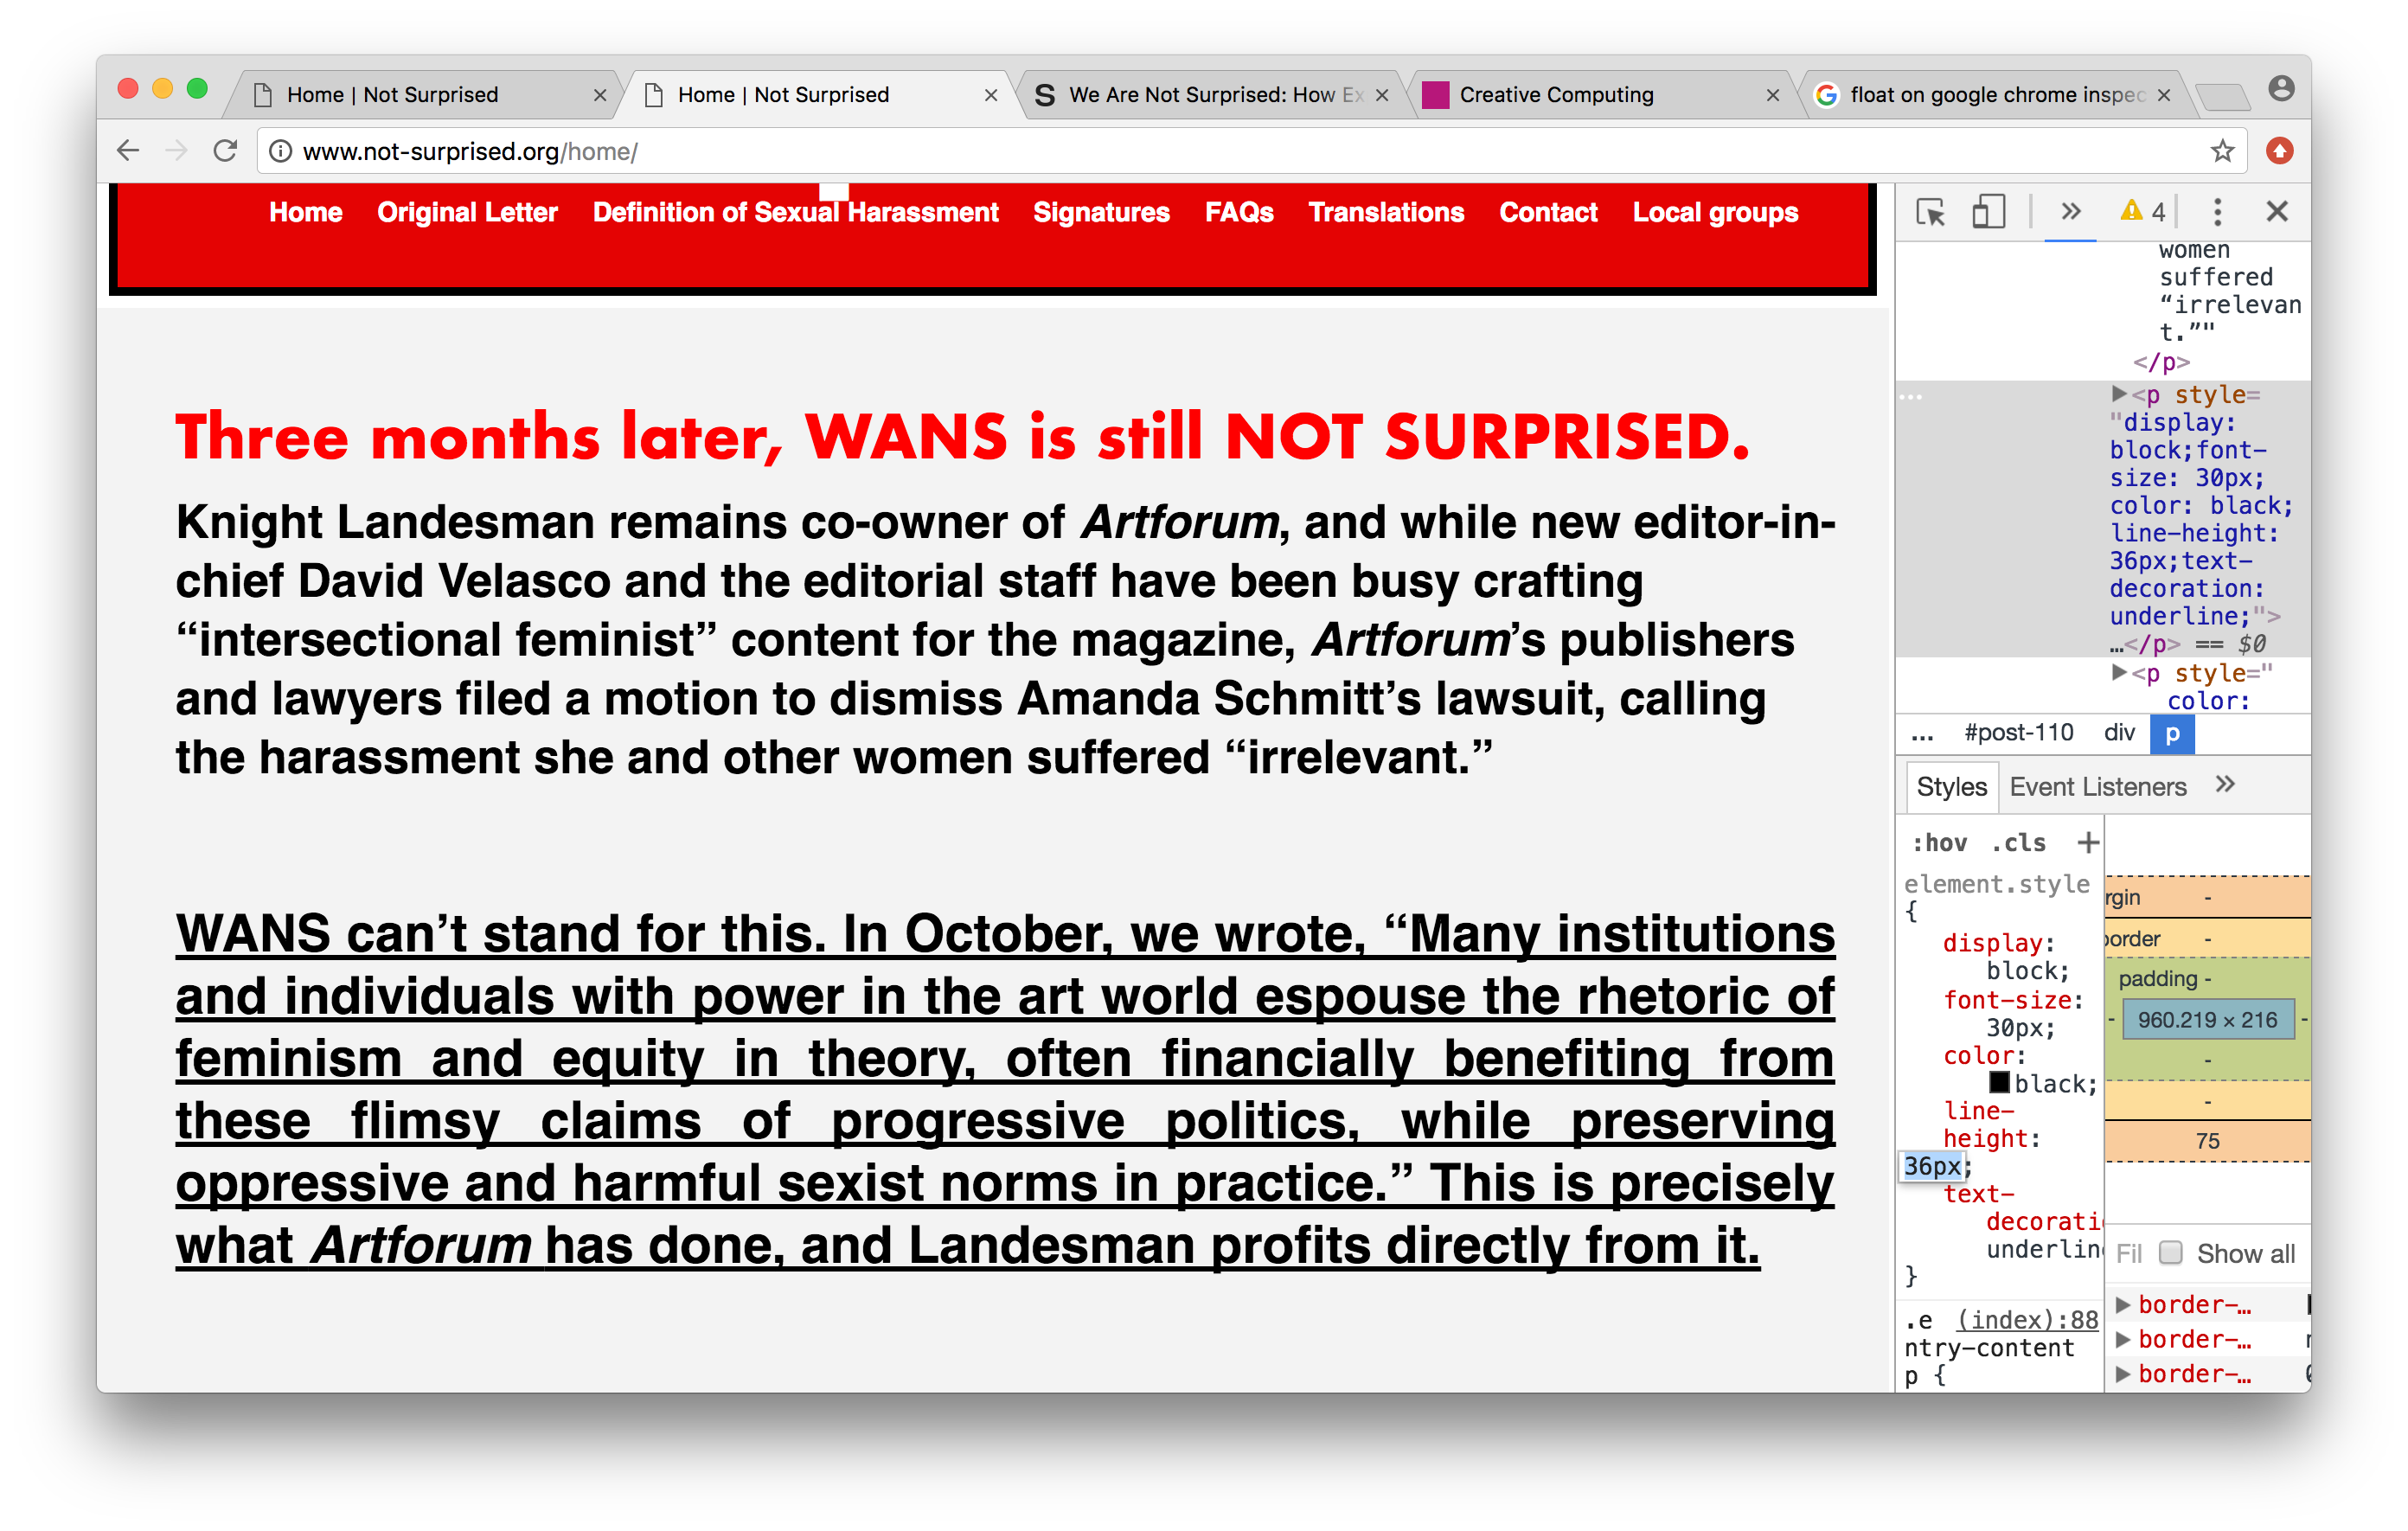 Home | Not Surprised
Home | Not Surprised
We Are Not Surprised: How Ex
Creative Computing
float on google chrome inspec
www.not-surprised.org/home/
Home Original Letter Definition of Sexual Harassment Signatures FAQs Translations Contact Local groups
Three months later, WANS is still NOT SURPRISED.
Knight Landesman remains co-owner of Artforum, and while new editor-in-
chief David Velasco and the editorial staff have been busy crafting
“intersectional feminist” content for the magazine, Artforum’s publishers
and lawyers filed a motion to dismiss Amanda Schmitt’s lawsuit, calling
the harassment she and other women suffered “irrelevant.”
WANS can’t stand for this. In October, we wrote, “Many institutions
and individuals with power in the art world espouse the rhetoric of
feminism and equity in theory, often financially benefiting from
these flimsy claims of progressive politics, while preserving
oppressive and harmful sexist norms in practice.” This is precisely
what Artforum has done, and Landesman profits directly from it.
4
women
suffered
“irrelevan
t.”"
</p>
<p style=
"display:
block;font-
size: 30px;
color: black;
line-height:
36px;text-
decoration:
underline;">
…</p> == $0
<p style="
color:
... #post-110 div p
Styles Event Listeners
:hov .cls +
element.style
{
display:
block;
font-size:
30px;
color:
black;
line-
height:
36px;
text-
decorati
underlin
}
.e (index):88
ntry-content
p {
rgin -
border -
padding -
- 960.219 × 216 -
-
-
75
Fil Show all
border-…
border-…
border-…